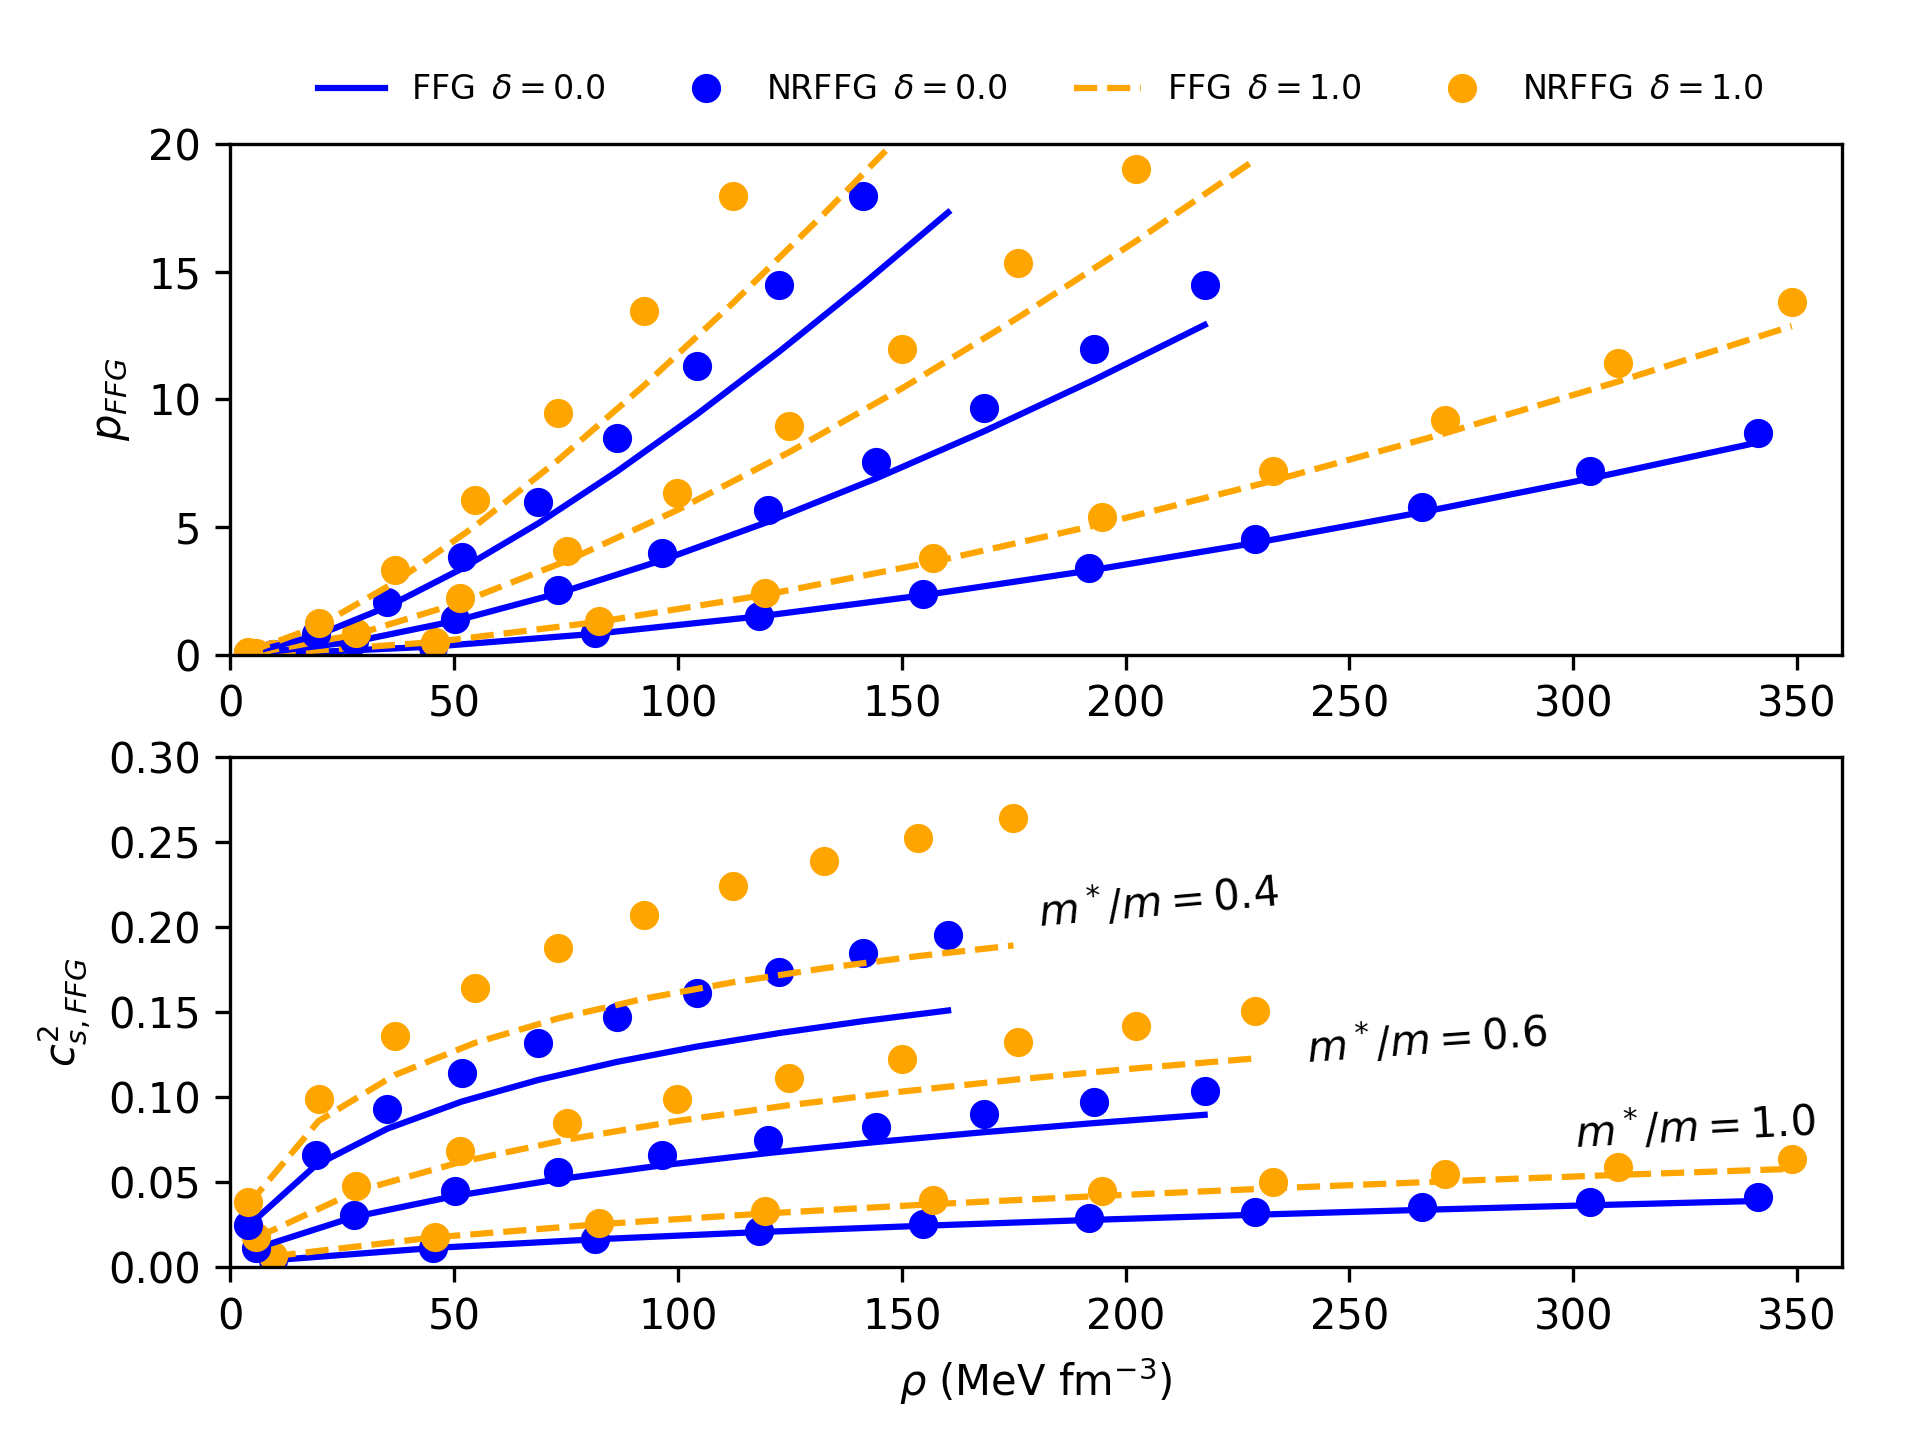 FFG δ = 0.0 NRFFG δ = 0.0 FFG δ = 1.0 NRFFG δ = 1.0
20
15
10
5
0
p_FFG
0 50 100 150 200 250 300 350
0.30
0.25
0.20
0.15
0.10
0.05
0.00
c²_s,FFG
m*/m = 0.4
m*/m = 0.6
m*/m = 1.0
0 50 100 150 200 250 300 350
ρ (MeV fm⁻³)